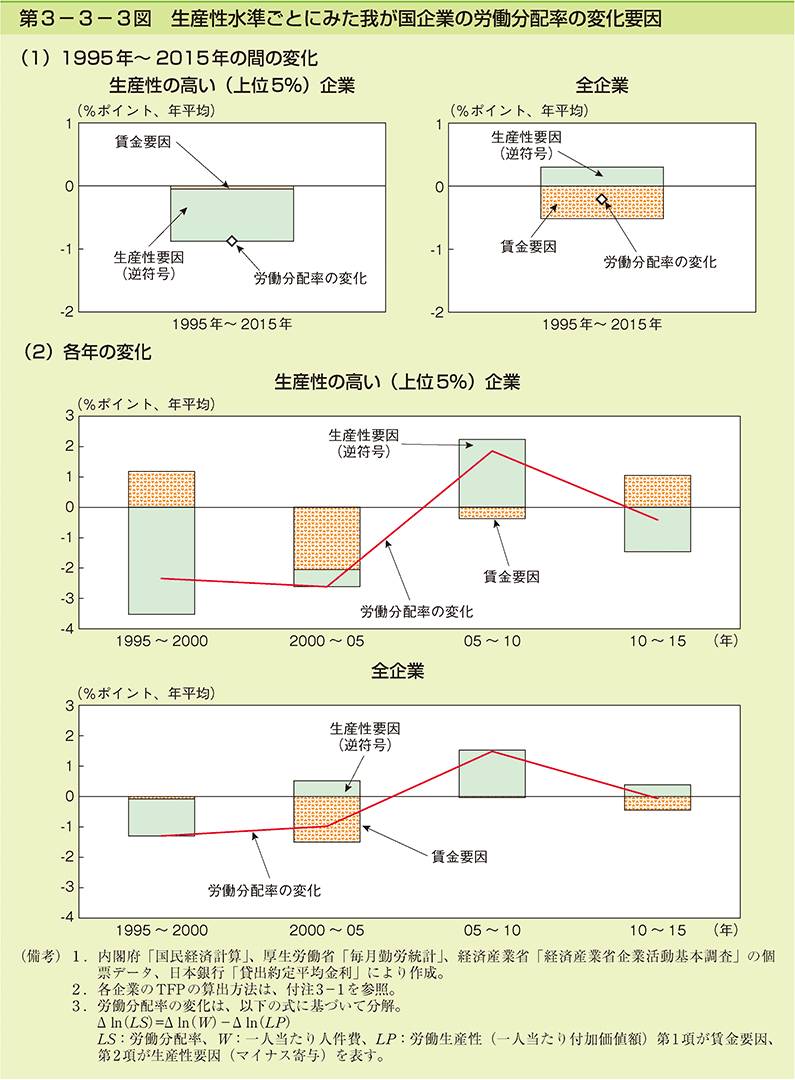 第３－３－３図　生産性水準ごとにみた我が国企業の労働分配率の変化要因
（1）1995年～2015年の間の変化
生産性の高い（上位5%）企業
（%ポイント、年平均）
1
0
-1
-2
賃金要因
生産性要因
（逆符号）
労働分配率の変化
1995年～2015年
全企業
（%ポイント、年平均）
1
0
-1
-2
生産性要因
（逆符号）
賃金要因
労働分配率の変化
1995年～2015年
（2）各年の変化
生産性の高い（上位5%）企業
（%ポイント、年平均）
3
2
1
0
-1
-2
-3
-4
生産性要因
（逆符号）
賃金要因
労働分配率の変化
1995～2000　2000～05　05～10　10～15　（年）
全企業
（%ポイント、年平均）
3
2
1
0
-1
-2
-3
-4
生産性要因
（逆符号）
賃金要因
労働分配率の変化
1995～2000　2000～05　05～10　10～15　（年）
（備考）１．内閣府「国民経済計算」、厚生労働省「毎月勤労統計」、経済産業省「経済産業省企業活動基本調査」の個
票データ、日本銀行「貸出約定平均金利」により作成。
２．各企業のTFPの算出方法は、付注3－1を参照。
３．労働分配率の変化は、以下の式に基づいて分解。
Δln(LS)=Δln(W)－Δln(LP)
LS：労働分配率、W：一人当たり人件費、LP：労働生産性（一人当たり付加価値額）第1項が賃金要因、
第2項が生産性要因（マイナス寄与）を表す。